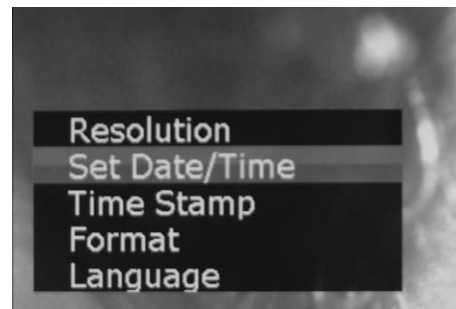 Resolution
Set Date/Time
Time Stamp
Format
Language